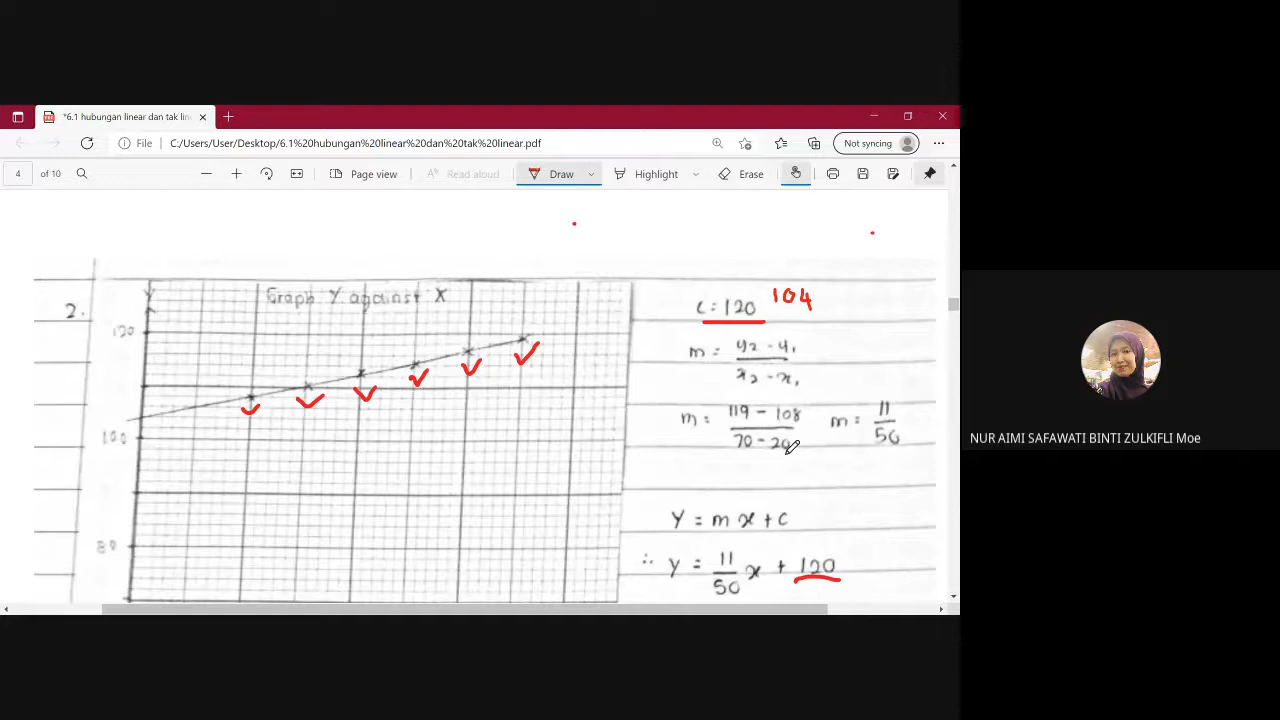 *6.1 hubungan linear dan tak line
File
C:/Users/User/Desktop/6.1%20hubungan%20linear%20dan%20tak%20linear.pdf
Not syncing
4 of 10
Page view
Read aloud
Draw
Highlight
Erase
2.
Graph Y against X
Y
120
100
80
C = 120 104
m = y2 - y1 / x2 - x1
m = 119 - 108 / 70 - 20 m = 11 / 50
Y = mx + c
∴ y = 11/50 x + 120
NUR AIMI SAFAWATI BINTI ZULKIFLI Moe